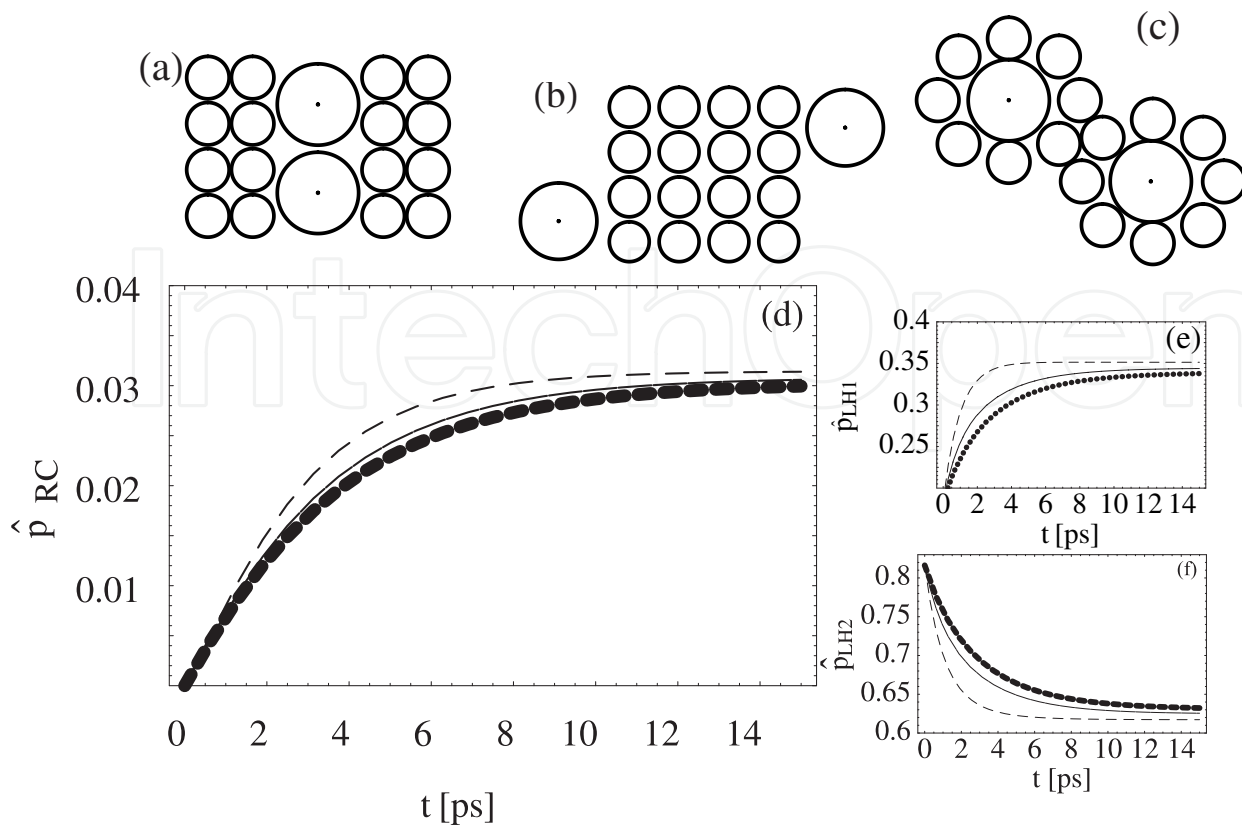 (a)
(b)
(c)
IntechOpen
(d)
0.04
0.03
0.02
0.01
p̂ RC
0 2 4 6 8 10 12 14
t [ps]
(e)
0.4
0.35
0.3
0.25
p̂LH1
0 2 4 6 8 10 12 14
t [ps]
(f)
0.8
0.75
0.7
0.65
0.6
p̂LH2
0 2 4 6 8 10 12 14
t [ps]